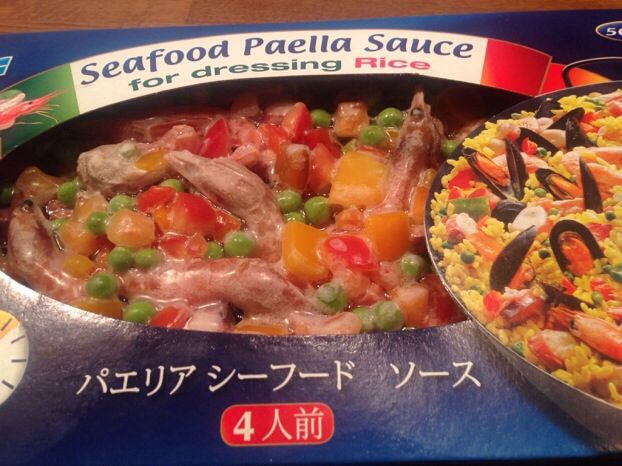 Seafood Paella Sauce
for dressing Rice
パエリア シーフード ソース
4人前